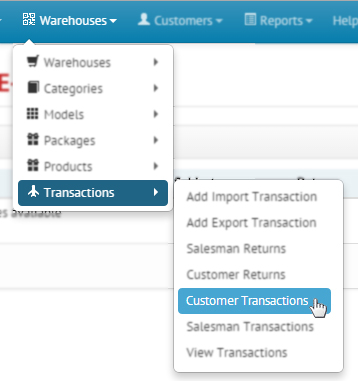 Warehouses Customers Reports Help
Warehouses
Categories
Models
Packages
Products
Transactions
es available
Add Import Transaction
Add Export Transaction
Salesman Returns
Customer Returns
Customer Transactions
Salesman Transactions
View Transactions